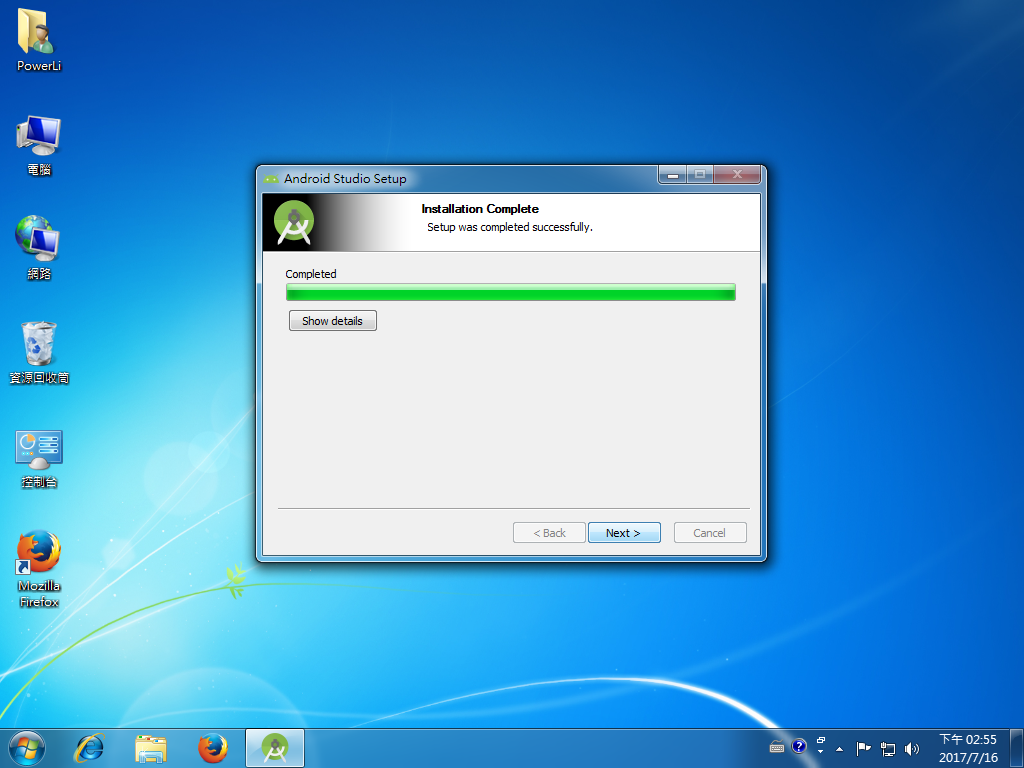 PowerLi
電腦
網路
資源回收筒
控制台
Mozilla
Firefox
Android Studio Setup
Installation Complete
Setup was completed successfully.
Completed
Show details
< Back
Next >
Cancel
下午 02:55
2017/7/16